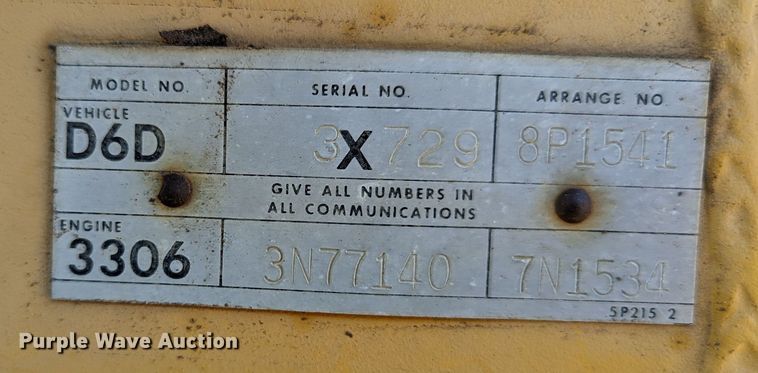 MODEL NO. SERIAL NO. ARRANGE NO.
VEHICLE
D6D 3X729 8P1541
GIVE ALL NUMBERS IN
ALL COMMUNICATIONS
ENGINE
3306 3N77140 7N1534
5P215 2
Purple Wave Auction